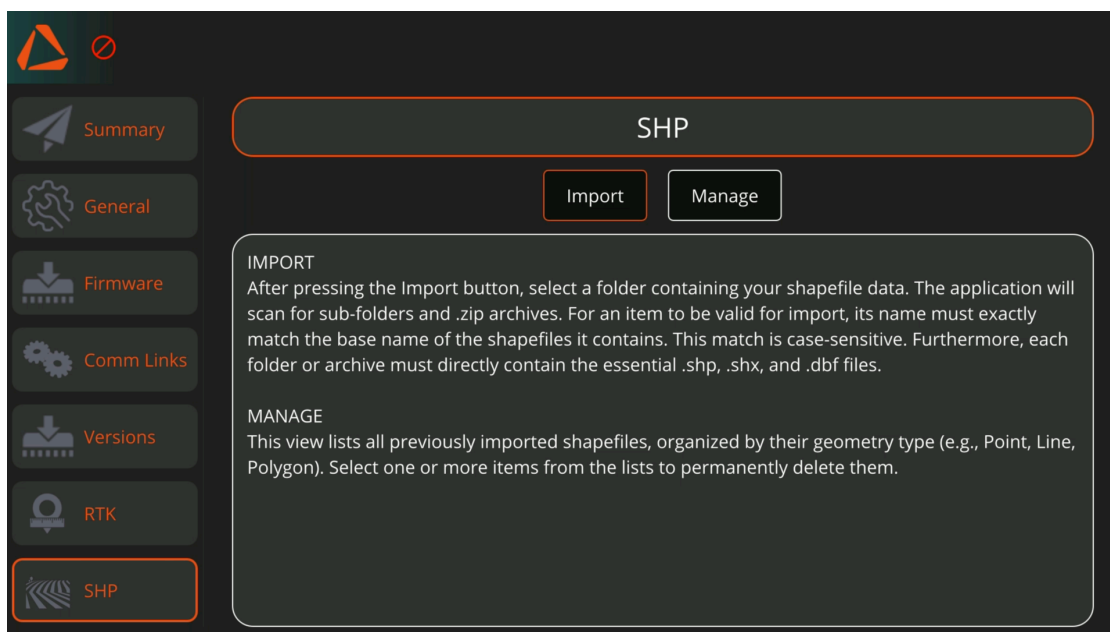 SHP
Import
Manage
Summary
General
Firmware
Comm Links
Versions
RTK
SHP
IMPORT
After pressing the Import button, select a folder containing your shapefile data. The application will
scan for sub-folders and .zip archives. For an item to be valid for import, its name must exactly
match the base name of the shapefiles it contains. This match is case-sensitive. Furthermore, each
folder or archive must directly contain the essential .shp, .shx, and .dbf files.
MANAGE
This view lists all previously imported shapefiles, organized by their geometry type (e.g., Point, Line,
Polygon). Select one or more items from the lists to permanently delete them.